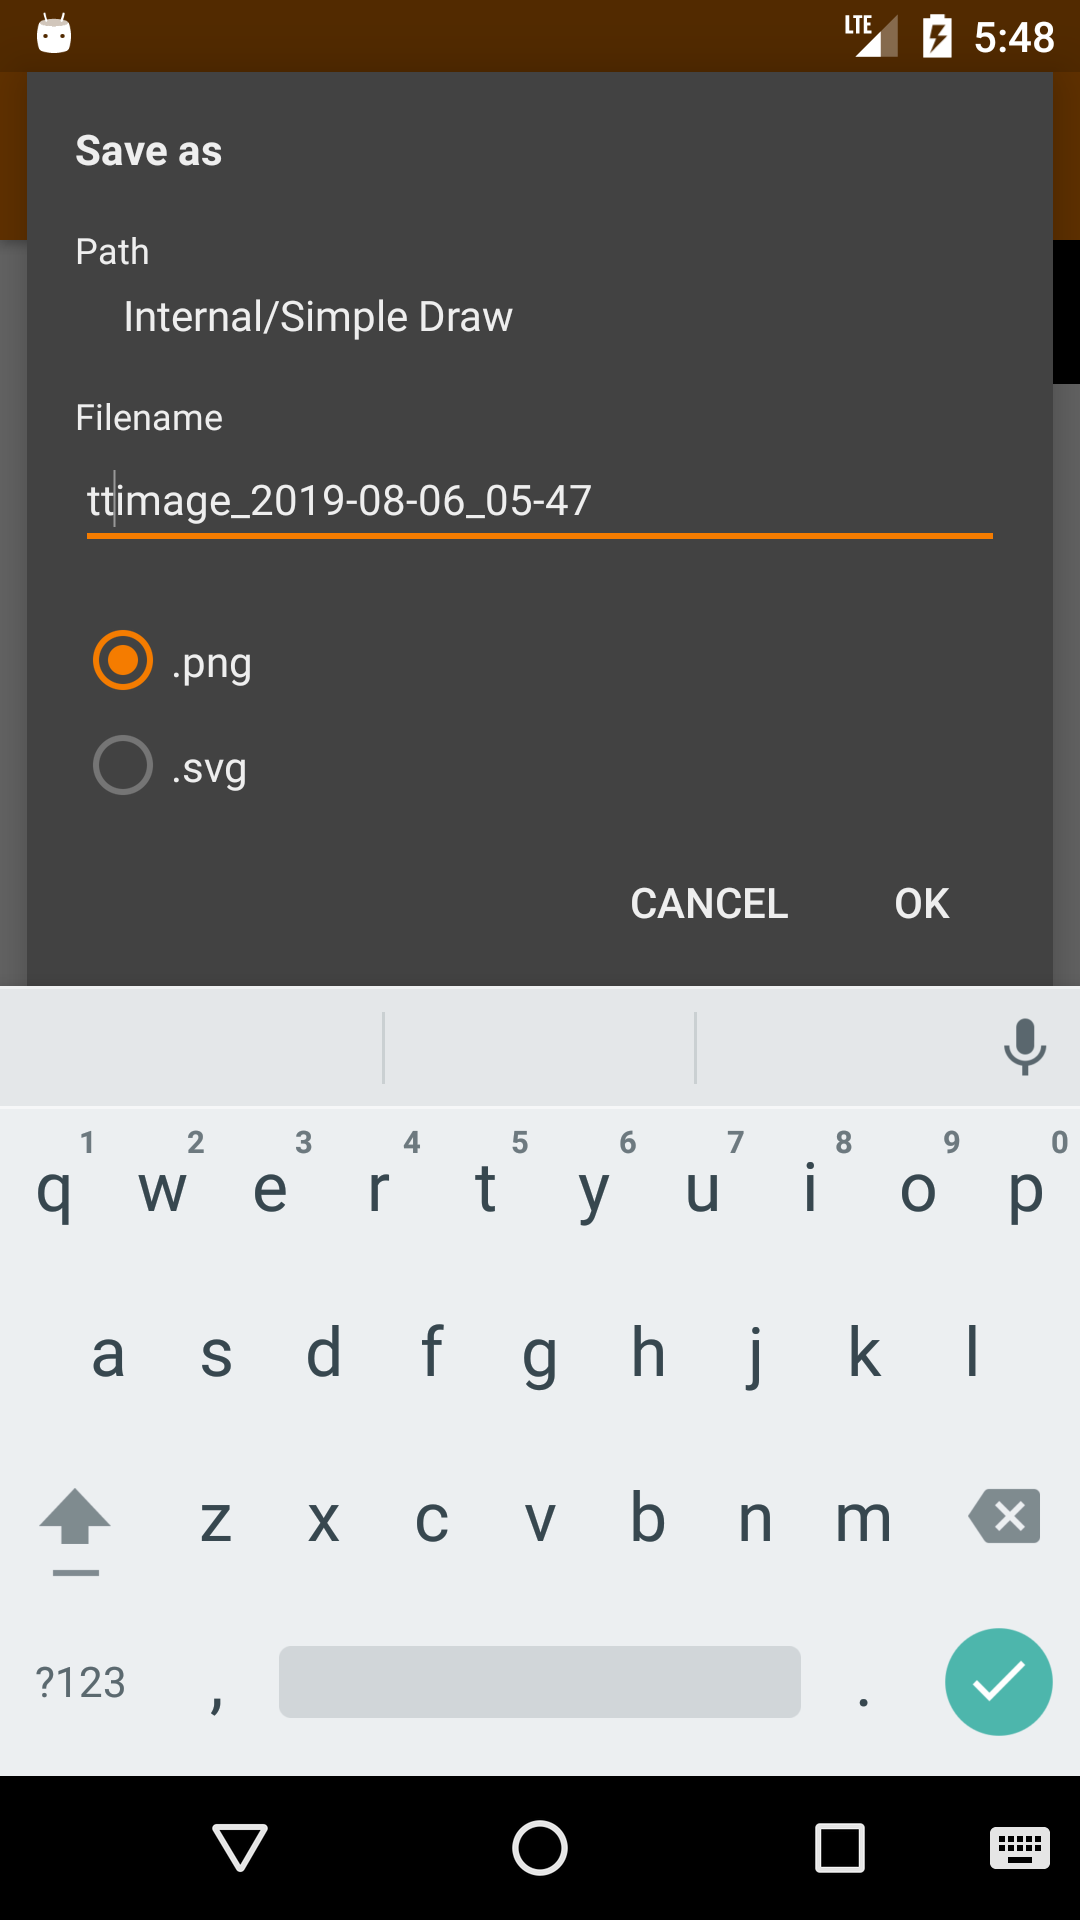 LTE 5:48
Save as
Path
Internal/Simple Draw
Filename
ttimage_2019-08-06_05-47
.png
.svg
CANCEL OK
1 2 3 4 5 6 7 8 9 0
q w e r t y u i o p
a s d f g h j k l
z x c v b n m
?123 , .